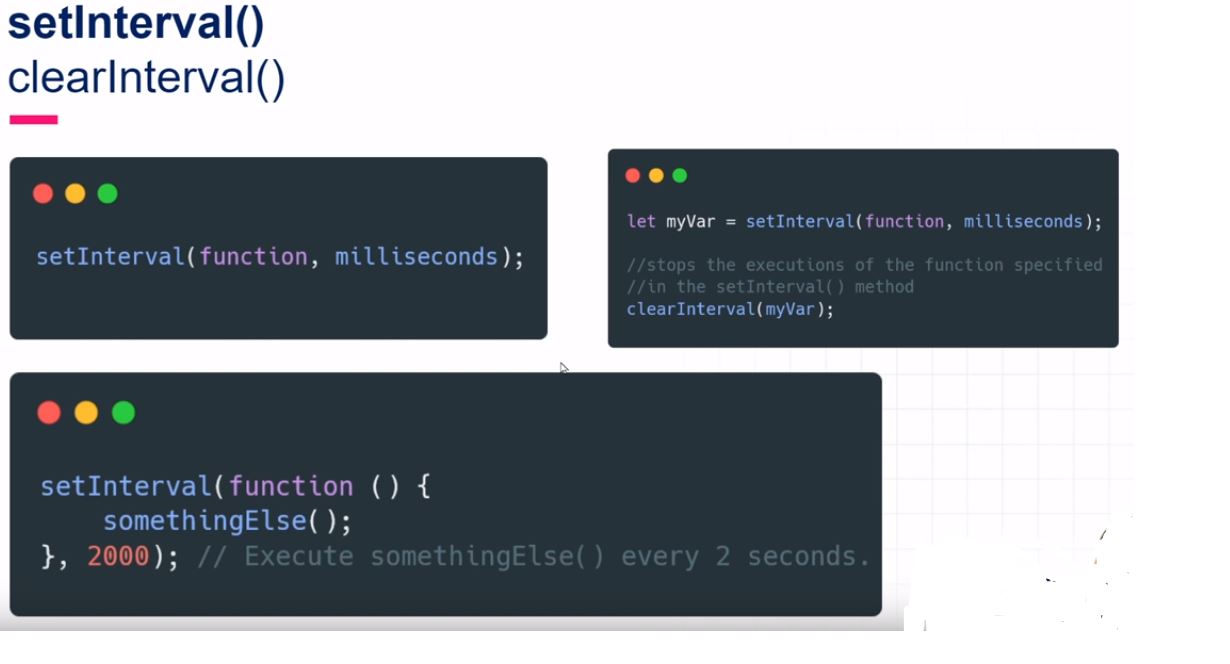 setInterval()
clearInterval()
setInterval(function, milliseconds);
let myVar = setInterval(function, milliseconds);
//stops the executions of the function specified
//in the setInterval() method
clearInterval(myVar);
setInterval(function () {
    somethingElse();
}, 2000); // Execute somethingElse() every 2 seconds.